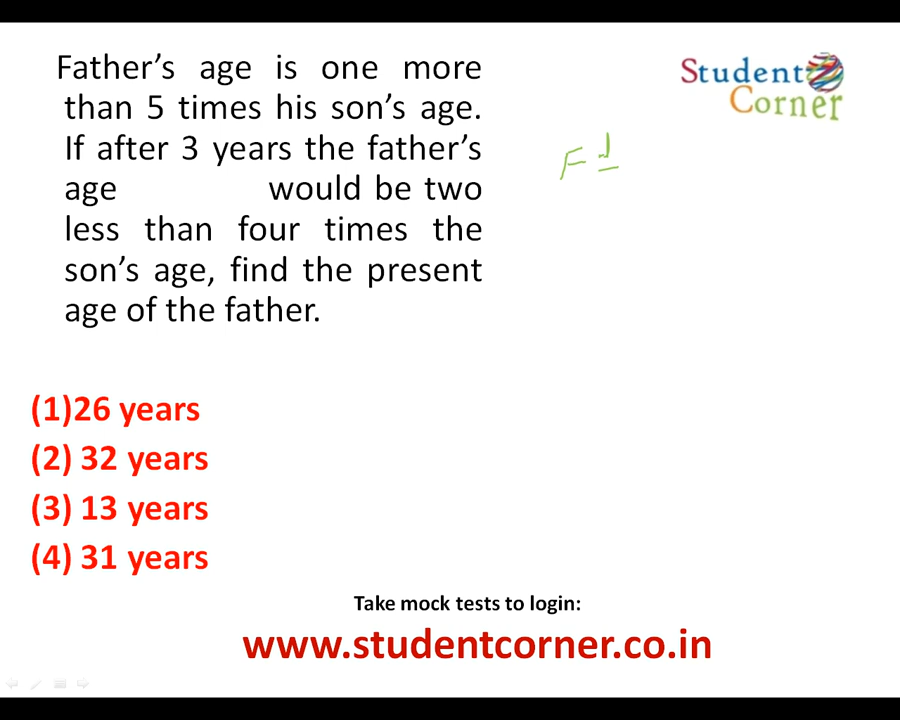 Father's age is one more
than 5 times his son's age.
If after 3 years the father's
age would be two
less than four times the
son's age, find the present
age of the father.
Student
Corner
F
(1)26 years
(2) 32 years
(3) 13 years
(4) 31 years
Take mock tests to login:
www.studentcorner.co.in